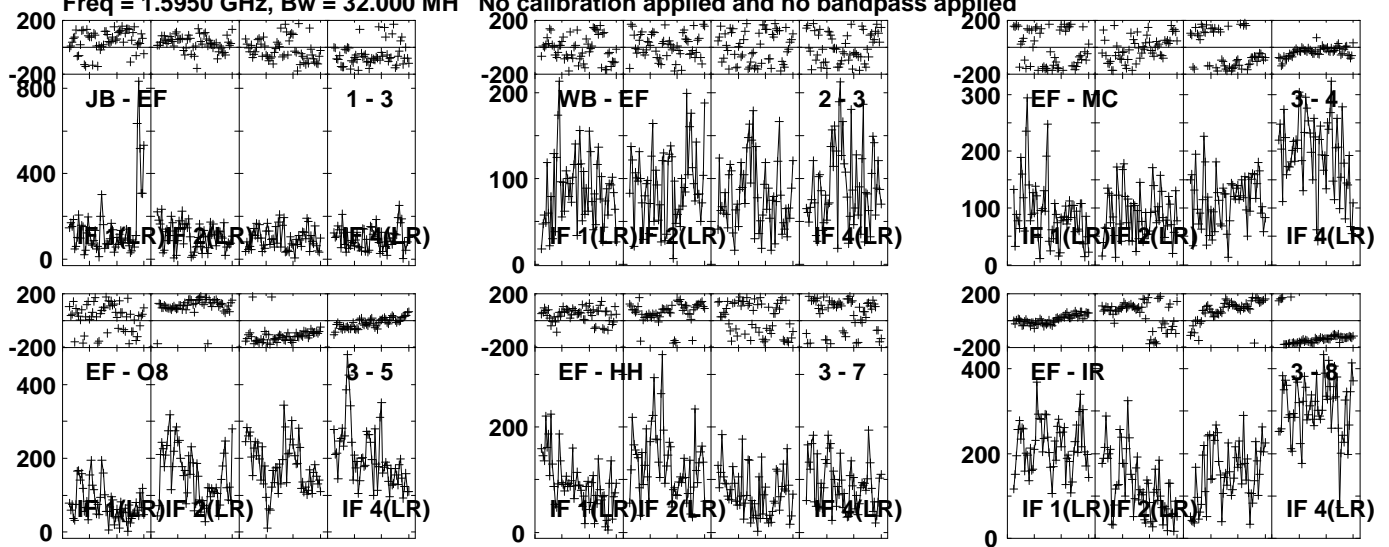 Freq = 1.5950 GHz, Bw = 32.000 MH No calibration applied and no bandpass applied
200
-200
800
400
0
JB - EF
1 - 3
IF 1(LR)
IF 2(LR)
IF 4(LR)
200
-200
200
100
0
WB - EF
2 - 3
IF 1(LR)
IF 2(LR)
IF 4(LR)
200
-200
300
200
100
0
EF - MC
3 - 4
IF 1(LR)
IF 2(LR)
IF 4(LR)
200
-200
400
200
0
EF - O8
3 - 5
IF 1(LR)
IF 2(LR)
IF 4(LR)
200
-200
200
0
EF - HH
3 - 7
IF 1(LR)
IF 2(LR)
IF 4(LR)
200
-200
400
200
0
EF - IR
3 - 8
IF 1(LR)
IF 2(LR)
IF 4(LR)